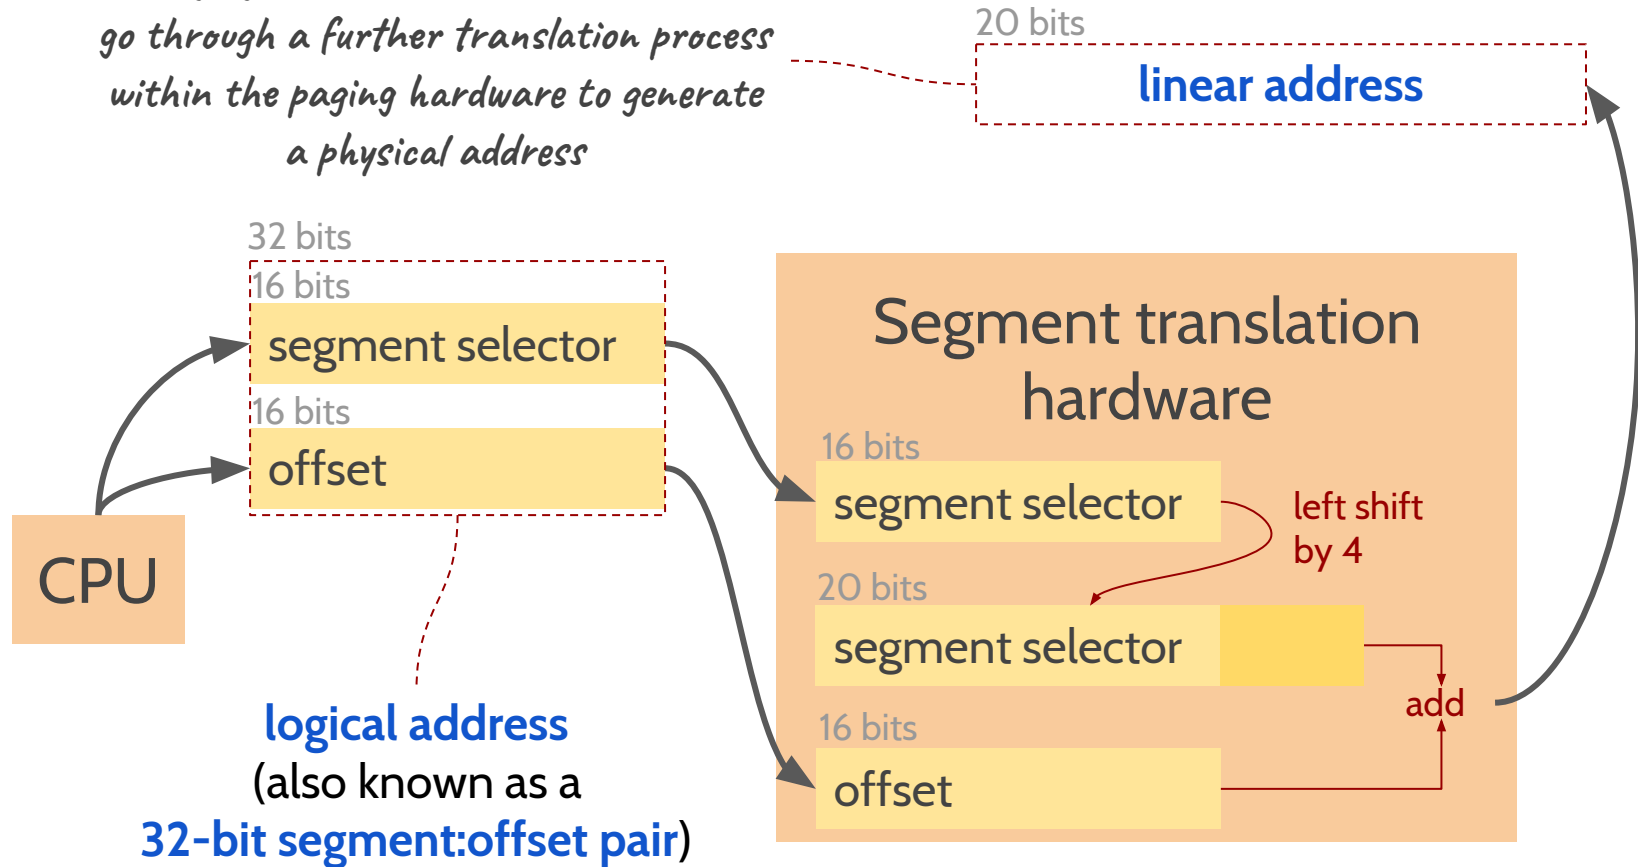 go through a further translation process
within the paging hardware to generate
a physical address
20 bits
linear address
32 bits
16 bits
segment selector
16 bits
offset
CPU
logical address
(also known as a
32-bit segment:offset pair)
Segment translation
hardware
16 bits
segment selector
left shift
by 4
20 bits
segment selector
add
16 bits
offset